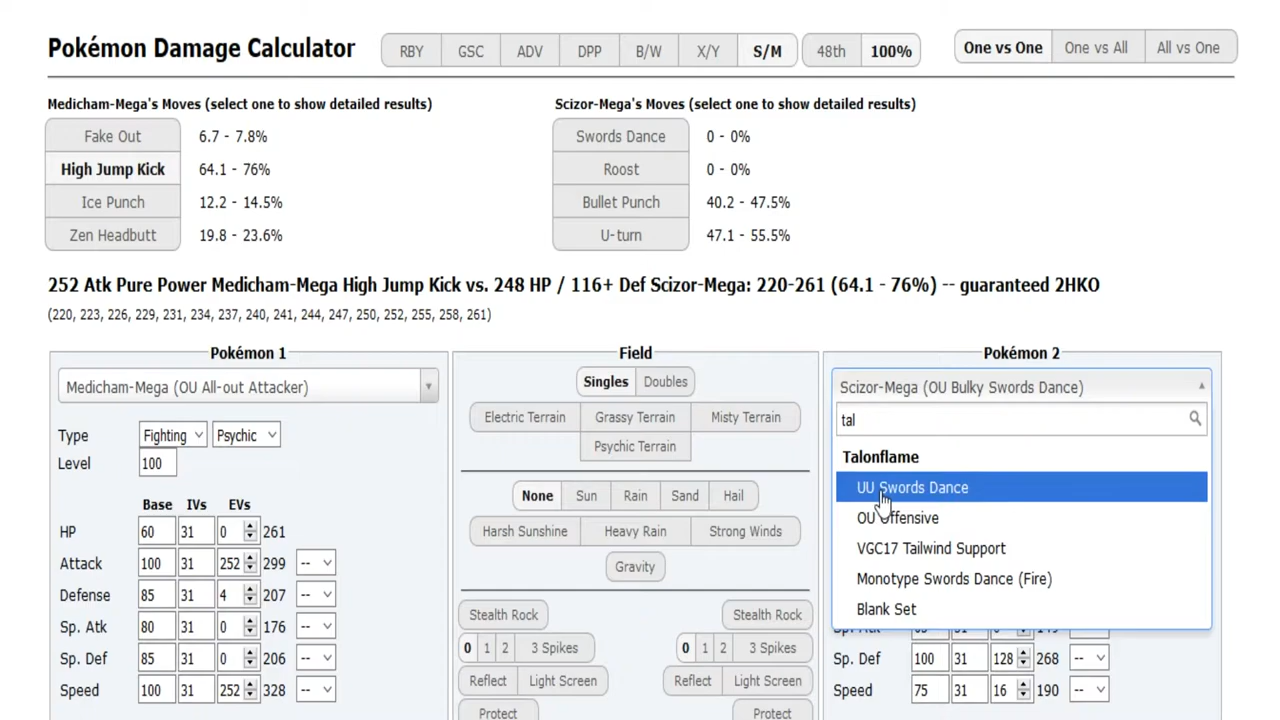 Pokémon Damage Calculator RBY GSC ADV DPP B/W X/Y S/M 48th 100% One vs One One vs All All vs One
Medicham-Mega's Moves (select one to show detailed results) Scizor-Mega's Moves (select one to show detailed results)
Fake Out 6.7 - 7.8% Swords Dance 0 - 0%
High Jump Kick 64.1 - 76% Roost 0 - 0%
Ice Punch 12.2 - 14.5% Bullet Punch 40.2 - 47.5%
Zen Headbutt 19.8 - 23.6% U-turn 47.1 - 55.5%
252 Atk Pure Power Medicham-Mega High Jump Kick vs. 248 HP / 116+ Def Scizor-Mega: 220-261 (64.1 - 76%) -- guaranteed 2HKO
(220, 223, 226, 229, 231, 234, 237, 240, 241, 244, 247, 250, 252, 255, 258, 261)
Pokémon 1
Medicham-Mega (OU All-out Attacker)
Type Fighting Psychic
Level 100
Base IVs EVs
HP 60 31 0 261
Attack 100 31 252 299 --
Defense 85 31 4 207 --
Sp. Atk 80 31 0 176 --
Sp. Def 85 31 0 206 --
Speed 100 31 252 328 --
Field
Singles Doubles
Electric Terrain Grassy Terrain Misty Terrain
Psychic Terrain
None Sun Rain Sand Hail
Harsh Sunshine Heavy Rain Strong Winds
Gravity
Stealth Rock Stealth Rock
0 1 2 3 Spikes 0 1 2 3 Spikes
Reflect Light Screen Reflect Light Screen
Protect Protect
Pokémon 2
Scizor-Mega (OU Bulky Swords Dance)
tal
Talonflame
UU Swords Dance
OU Offensive
VGC17 Tailwind Support
Monotype Swords Dance (Fire)
Blank Set
Sp. Def 100 31 128 268 --
Speed 75 31 16 190 --